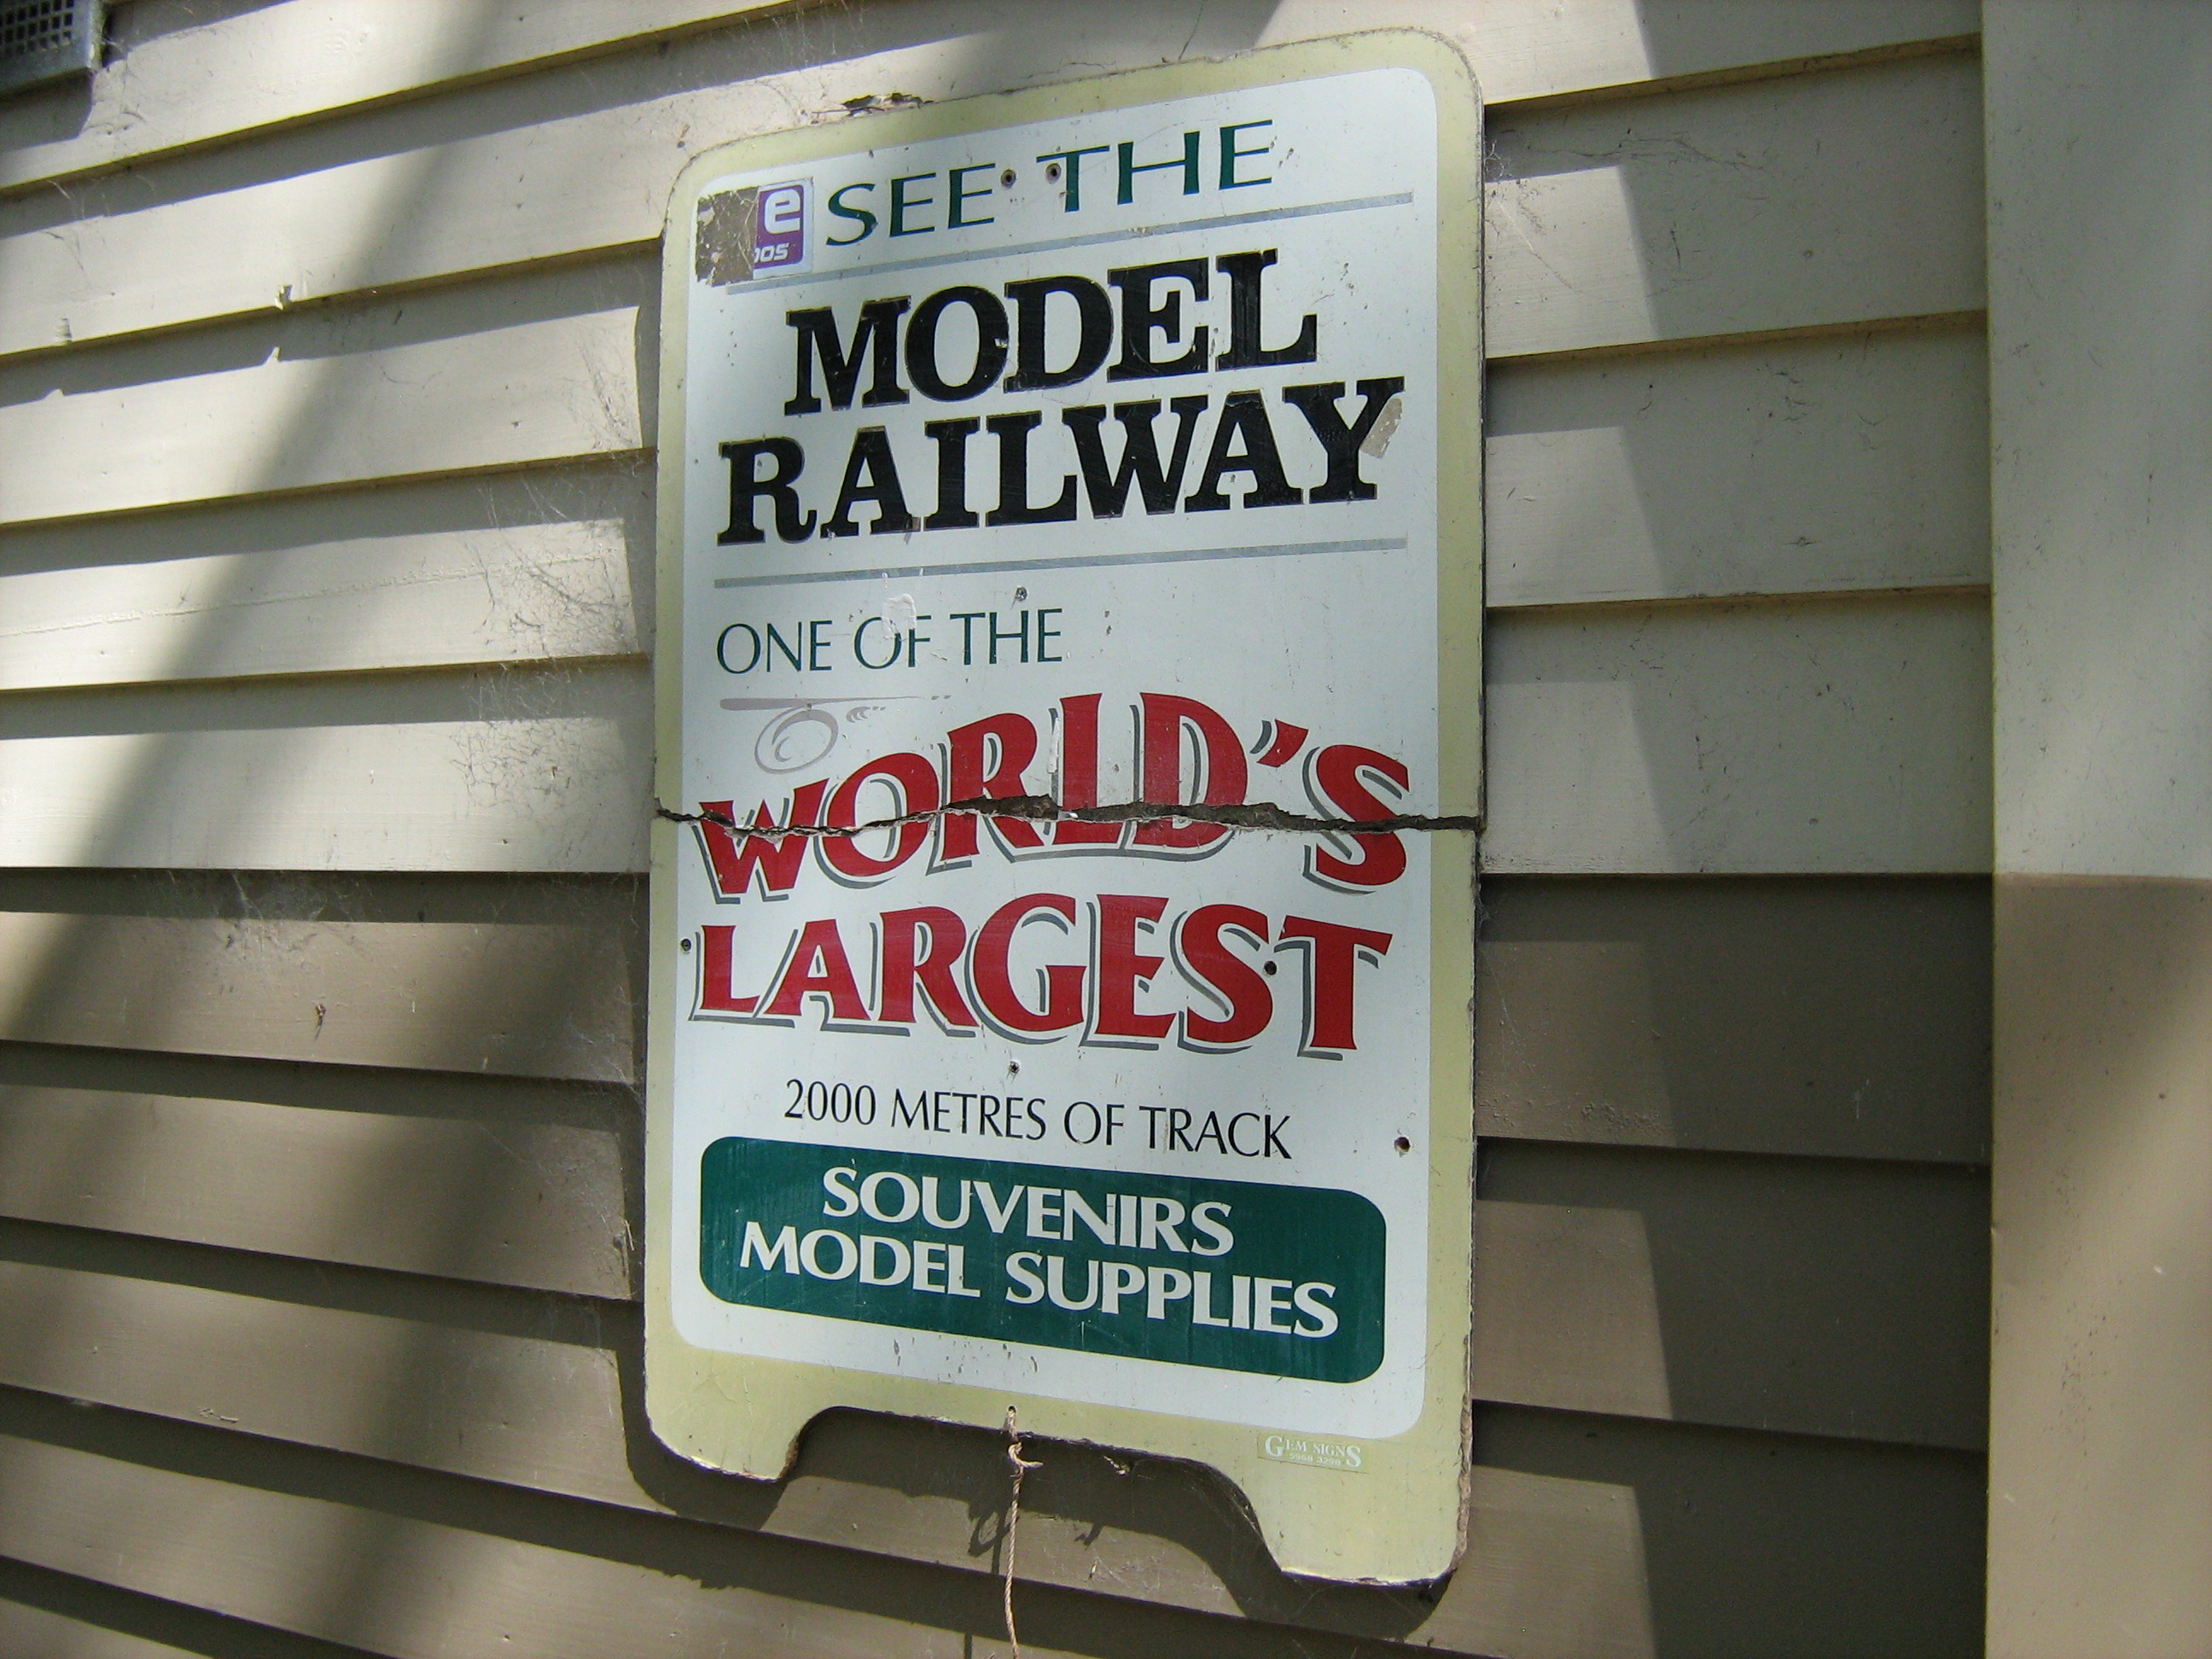 SEE THE
e
MODEL
RAILWAY
ONE OF THE
WORLD'S
LARGEST
2000 METRES OF TRACK
SOUVENIRS
MODEL SUPPLIES
GEM SIGNS